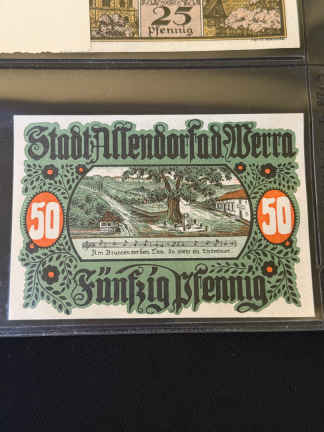 25
Pfennig
Stadt Allendorf a.d. Werra
50
50
Am Brunnen vor dem Tore, da steht ein Lindenbaum.
Fünfzig Pfennig